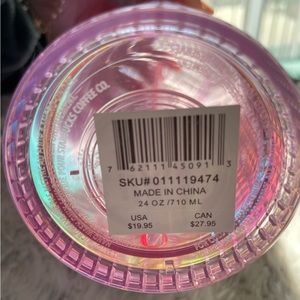 POUR STARBUCKS COFFEE CO.
7 62111 45091 3
SKU#011119474
MADE IN CHINA
24 OZ /710 ML
USA CAN
$19.95 $27.95